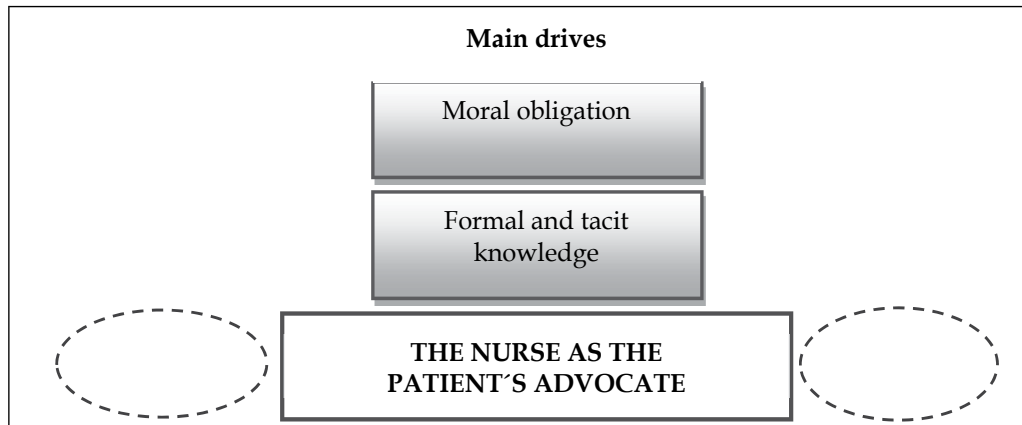 Main drives
Moral obligation
Formal and tacit
knowledge
THE NURSE AS THE
PATIENT´S ADVOCATE